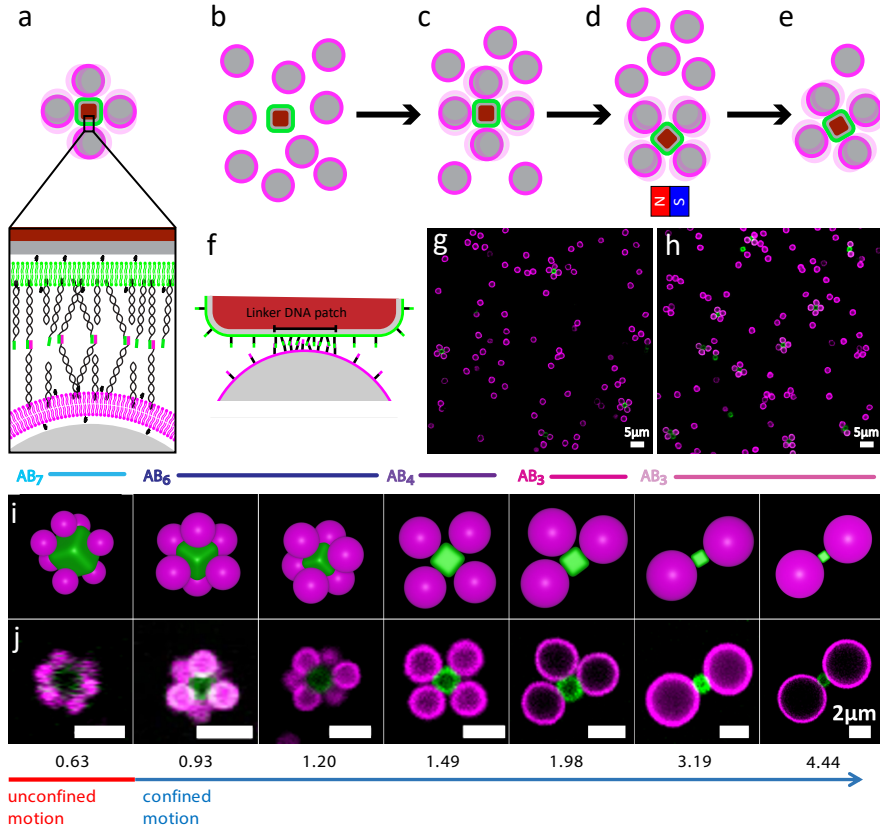 a
b
c
d
e
N
S
f
Linker DNA patch
g
5µm
h
5µm
AB7
AB6
AB4
AB3
AB3
i
j
2µm
0.63
0.93
1.20
1.49
1.98
3.19
4.44
unconfined
motion
confined
motion